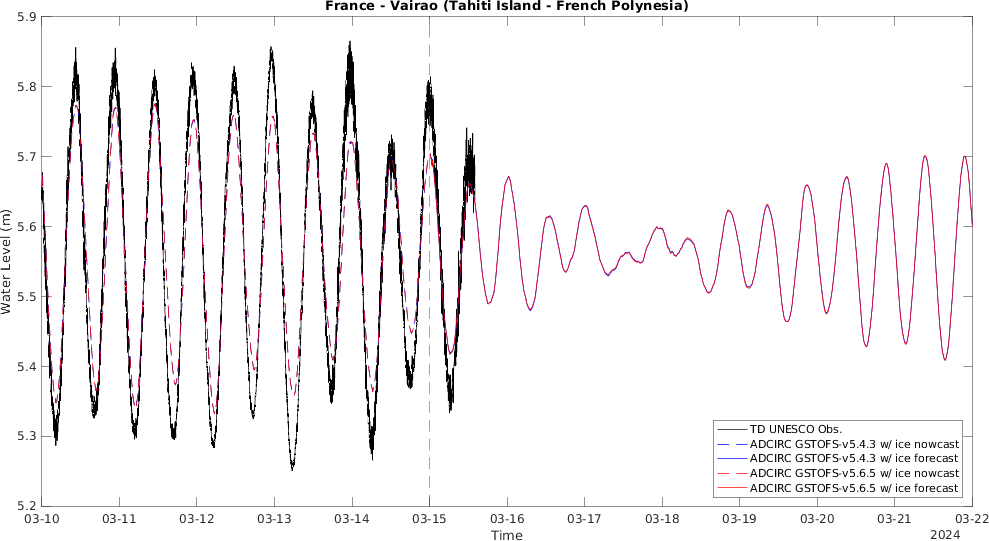 France - Vairao (Tahiti Island - French Polynesia)
5.9
5.8
5.7
5.6
5.5
5.4
5.3
5.2
Water Level (m)
03-10 03-11 03-12 03-13 03-14 03-15 03-16 03-17 03-18 03-19 03-20 03-21 03-22
Time
2024
TD UNESCO Obs.
ADCIRC GSTOFS-v5.4.3 w/ ice nowcast
ADCIRC GSTOFS-v5.4.3 w/ ice forecast
ADCIRC GSTOFS-v5.6.5 w/ ice nowcast
ADCIRC GSTOFS-v5.6.5 w/ ice forecast